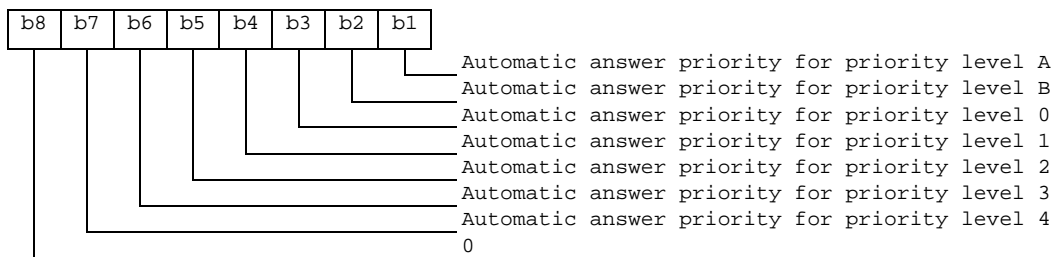 b8 b7 b6 b5 b4 b3 b2 b1
Automatic answer priority for priority level A
Automatic answer priority for priority level B
Automatic answer priority for priority level 0
Automatic answer priority for priority level 1
Automatic answer priority for priority level 2
Automatic answer priority for priority level 3
Automatic answer priority for priority level 4
0